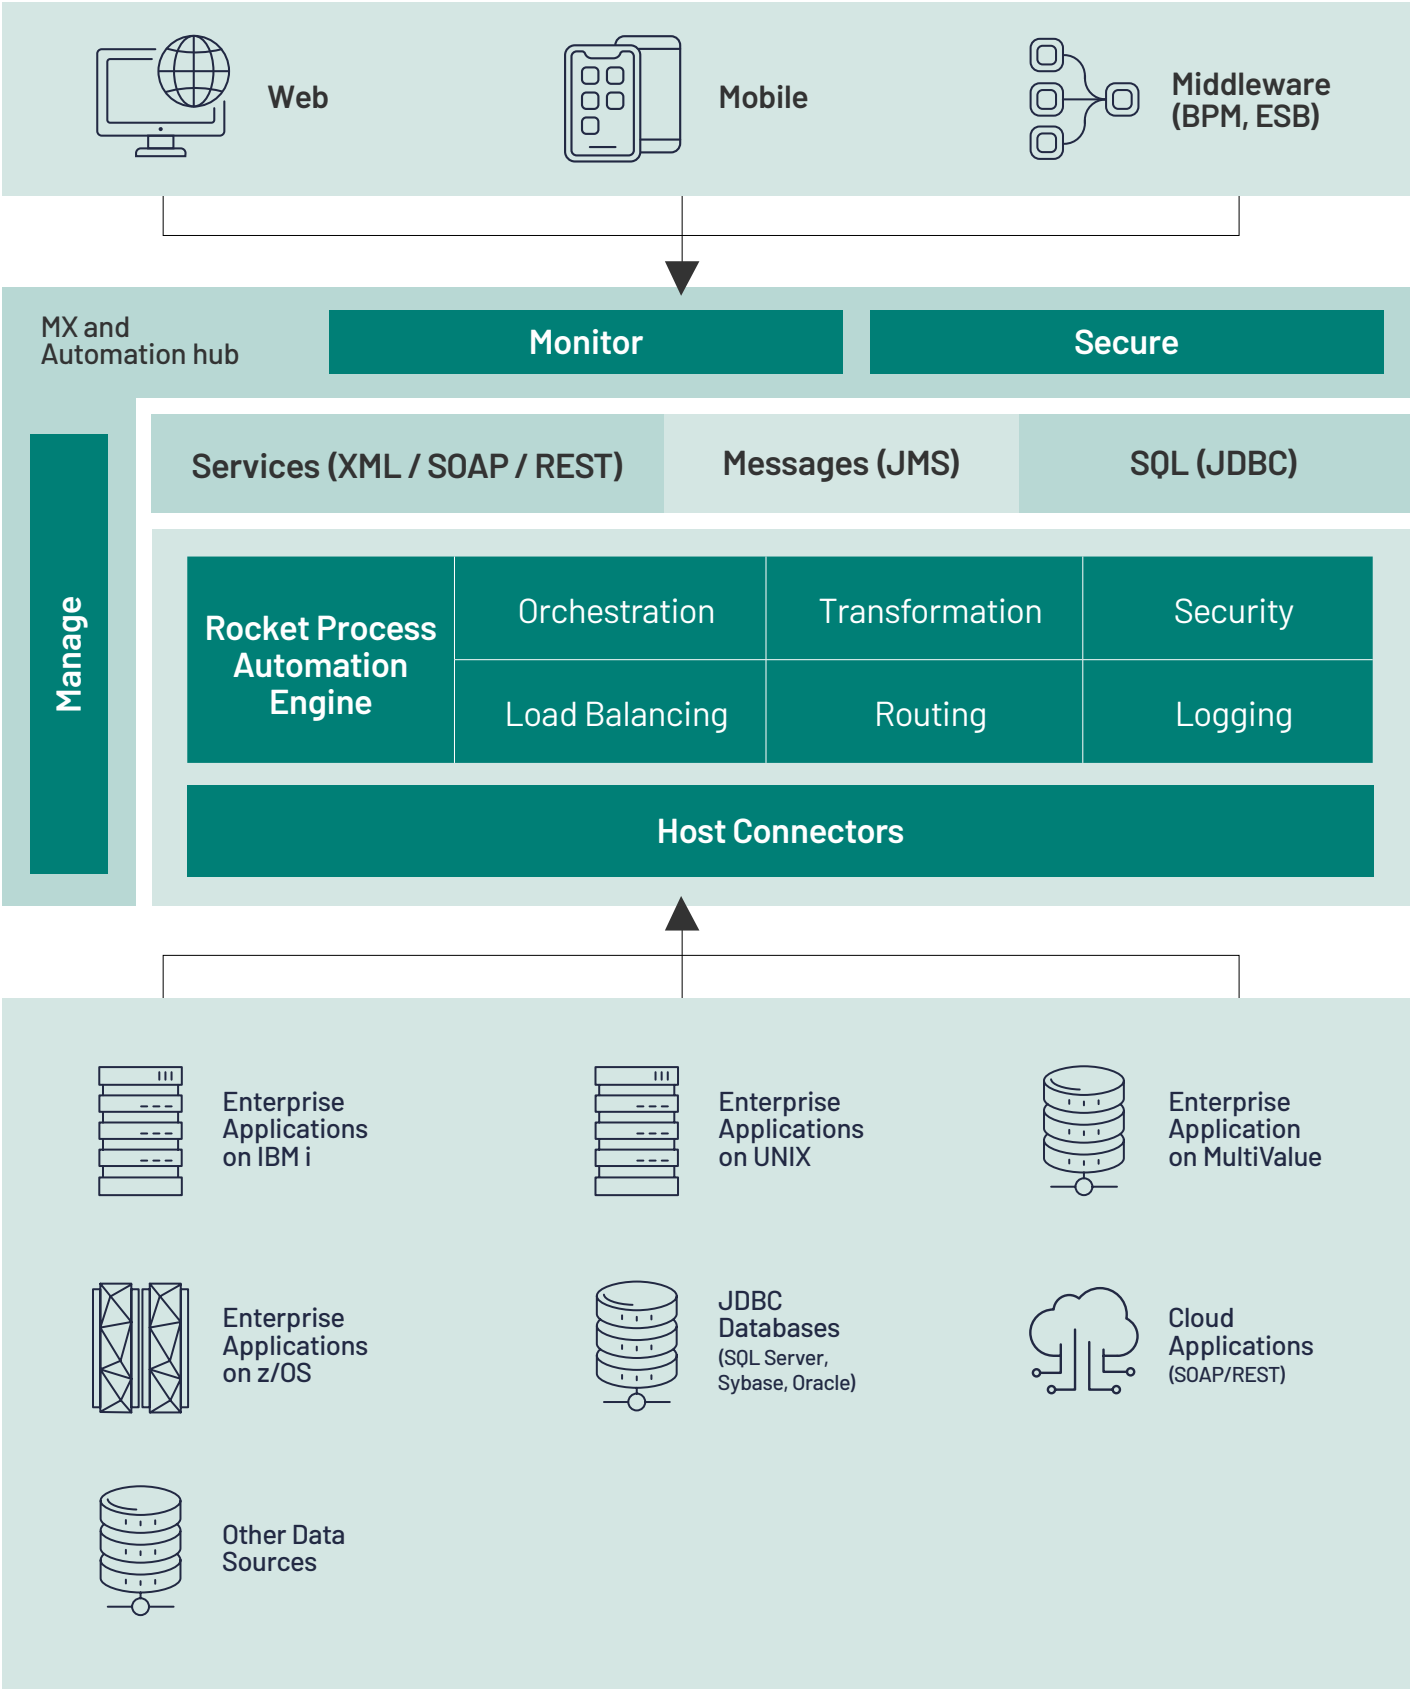 Web
Mobile
Middleware
(BPM, ESB)
MX and
Automation hub
Monitor
Secure
Manage
Services (XML / SOAP / REST)
Messages (JMS)
SQL (JDBC)
Rocket Process
Automation
Engine
Orchestration
Transformation
Security
Load Balancing
Routing
Logging
Host Connectors
Enterprise
Applications
on IBM i
Enterprise
Applications
on UNIX
Enterprise
Application
on MultiValue
Enterprise
Applications
on z/OS
JDBC
Databases
(SQL Server,
Sybase, Oracle)
Cloud
Applications
(SOAP/REST)
Other Data
Sources